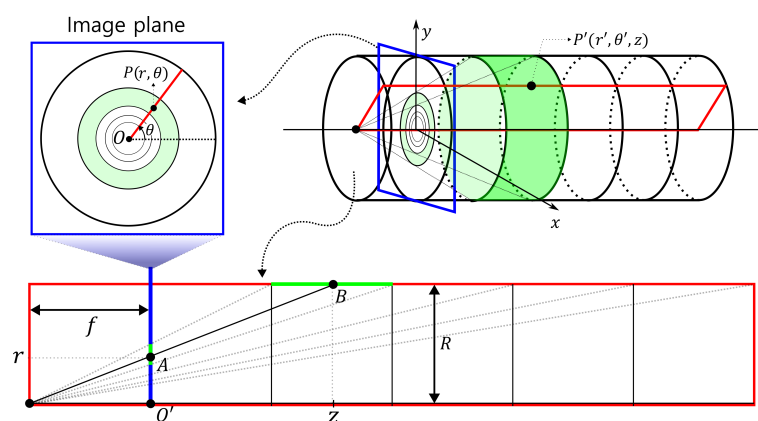 Image plane
P(r, θ)
O
θ
y
P′(r′, θ′, z)
x
f
B
r
A
R
O′
z